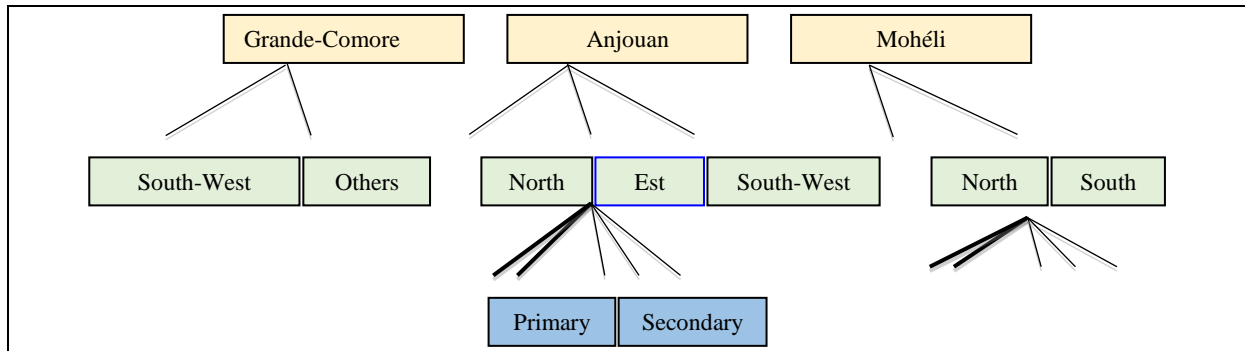 Grande-Comore Anjouan Mohéli
South-West Others North Est South-West North South
Primary Secondary